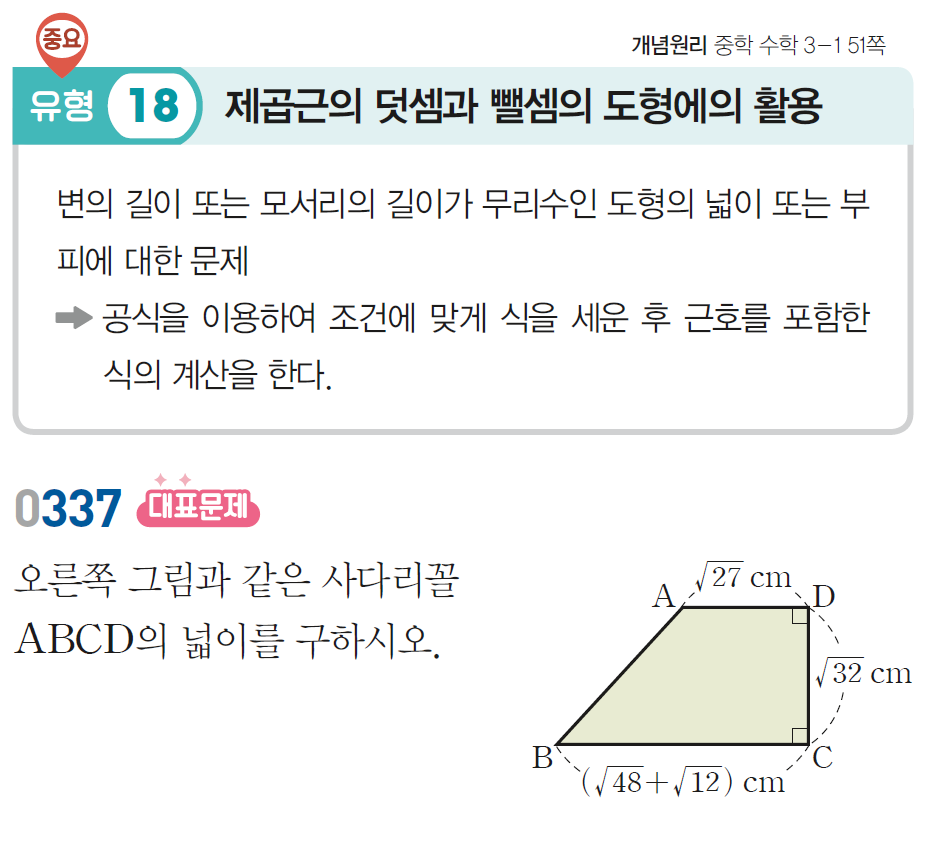 중요
개념원리 중학 수학 3-1 51쪽
유형 18 제곱근의 덧셈과 뺄셈의 도형에의 활용
변의 길이 또는 모서리의 길이가 무리수인 도형의 넓이 또는 부
피에 대한 문제
➡ 공식을 이용하여 조건에 맞게 식을 세운 후 근호를 포함한
식의 계산을 한다.
0337 대표문제
오른쪽 그림과 같은 사다리꼴
ABCD의 넓이를 구하시오.
√27 cm
A D
√32 cm
B C
(√48+√12) cm